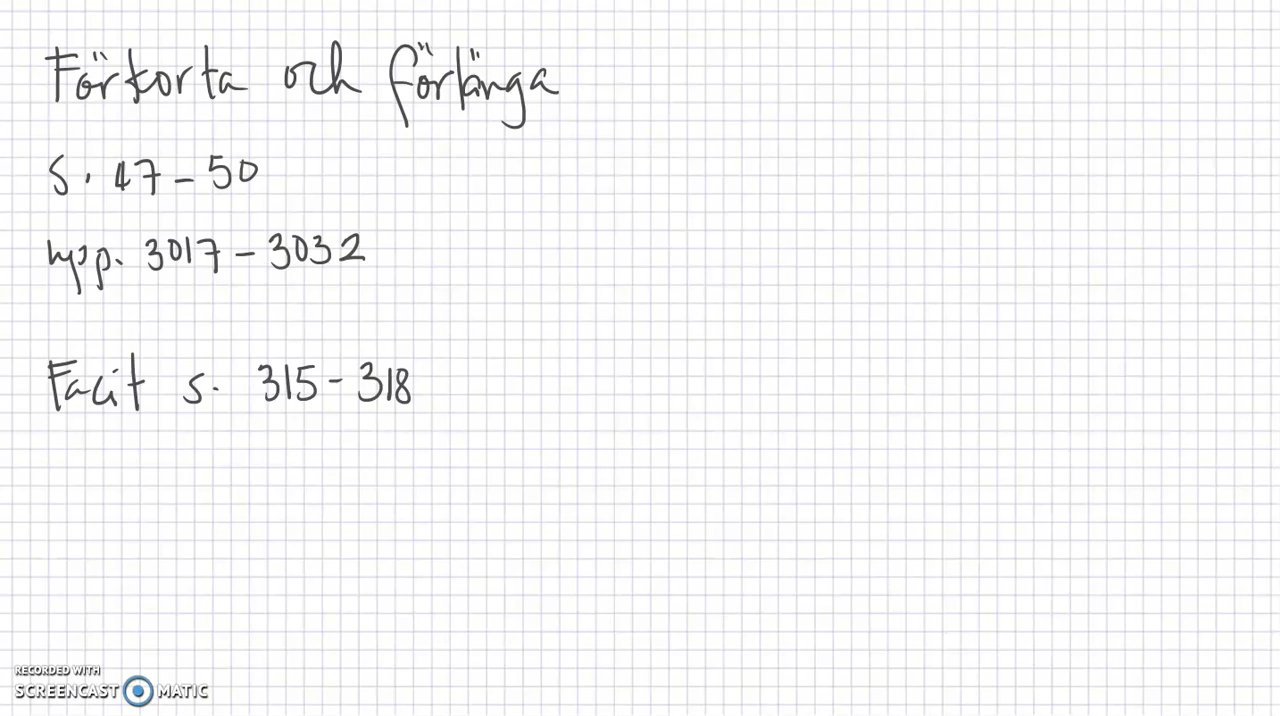 Förkorta och förlänga
S. 47-50
upp. 3017-3032
Facit s. 315-318
RECORDED WITH
SCREENCAST MATIC